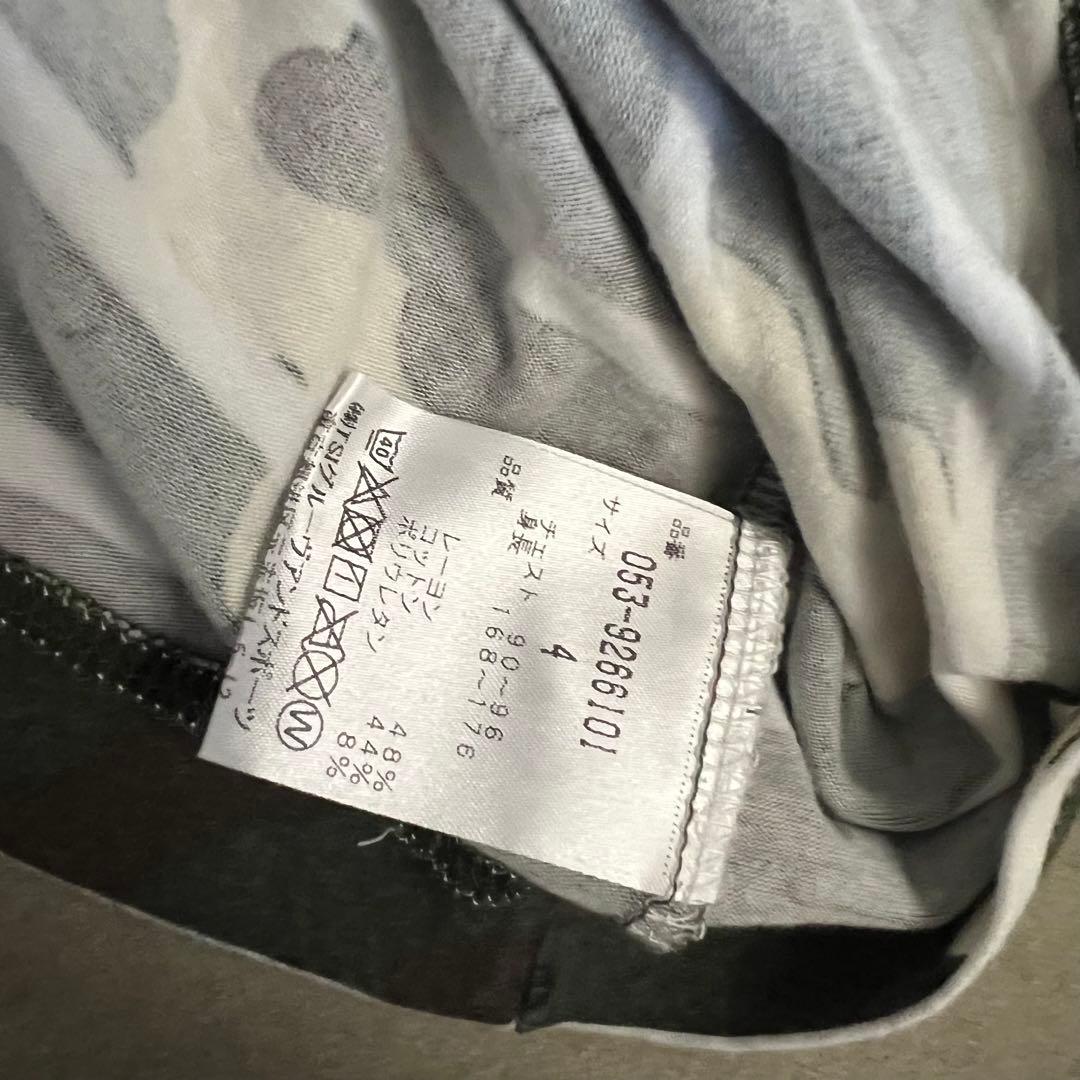 品番 053-9266101
サイズ 4
チェスト 90～96
身長 168～176
品質
レーヨン 48%
コットン 44%
ポリウレタン 8%
40
W
(株)TSIグルーヴアンドスポーツ